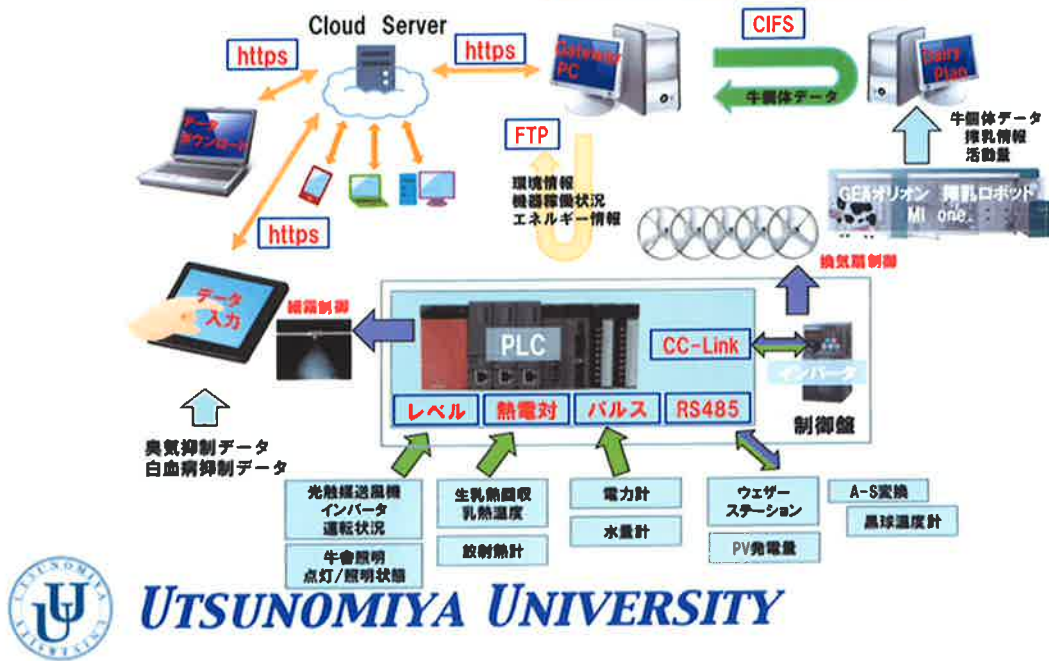 Cloud Server
https
https
Gateway
PC
CIFS
Dairy
Plan
牛個体データ
データ
ダウンロード
FTP
環境情報
機器稼働状況
エネルギー情報
牛個体データ
搾乳情報
活動量
GEAオリオン 搾乳ロボット
MI one.
https
データ
入力
細霧制御
換気扇制御
PLC
CC-Link
インバータ
制御盤
レベル
熱電対
パルス
RS485
臭気抑制データ
白血病抑制データ
光触媒送風機
インバータ
運転状況
生乳熱回収
乳熱温度
電力計
ウェザー
ステーション
A-S変換
黒球温度計
水量計
牛舎照明
点灯/照明状態
放射熱計
PV発電量
UTSUNOMIYA UNIVERSITY
UTSUNOMIYA UNIVERSITY